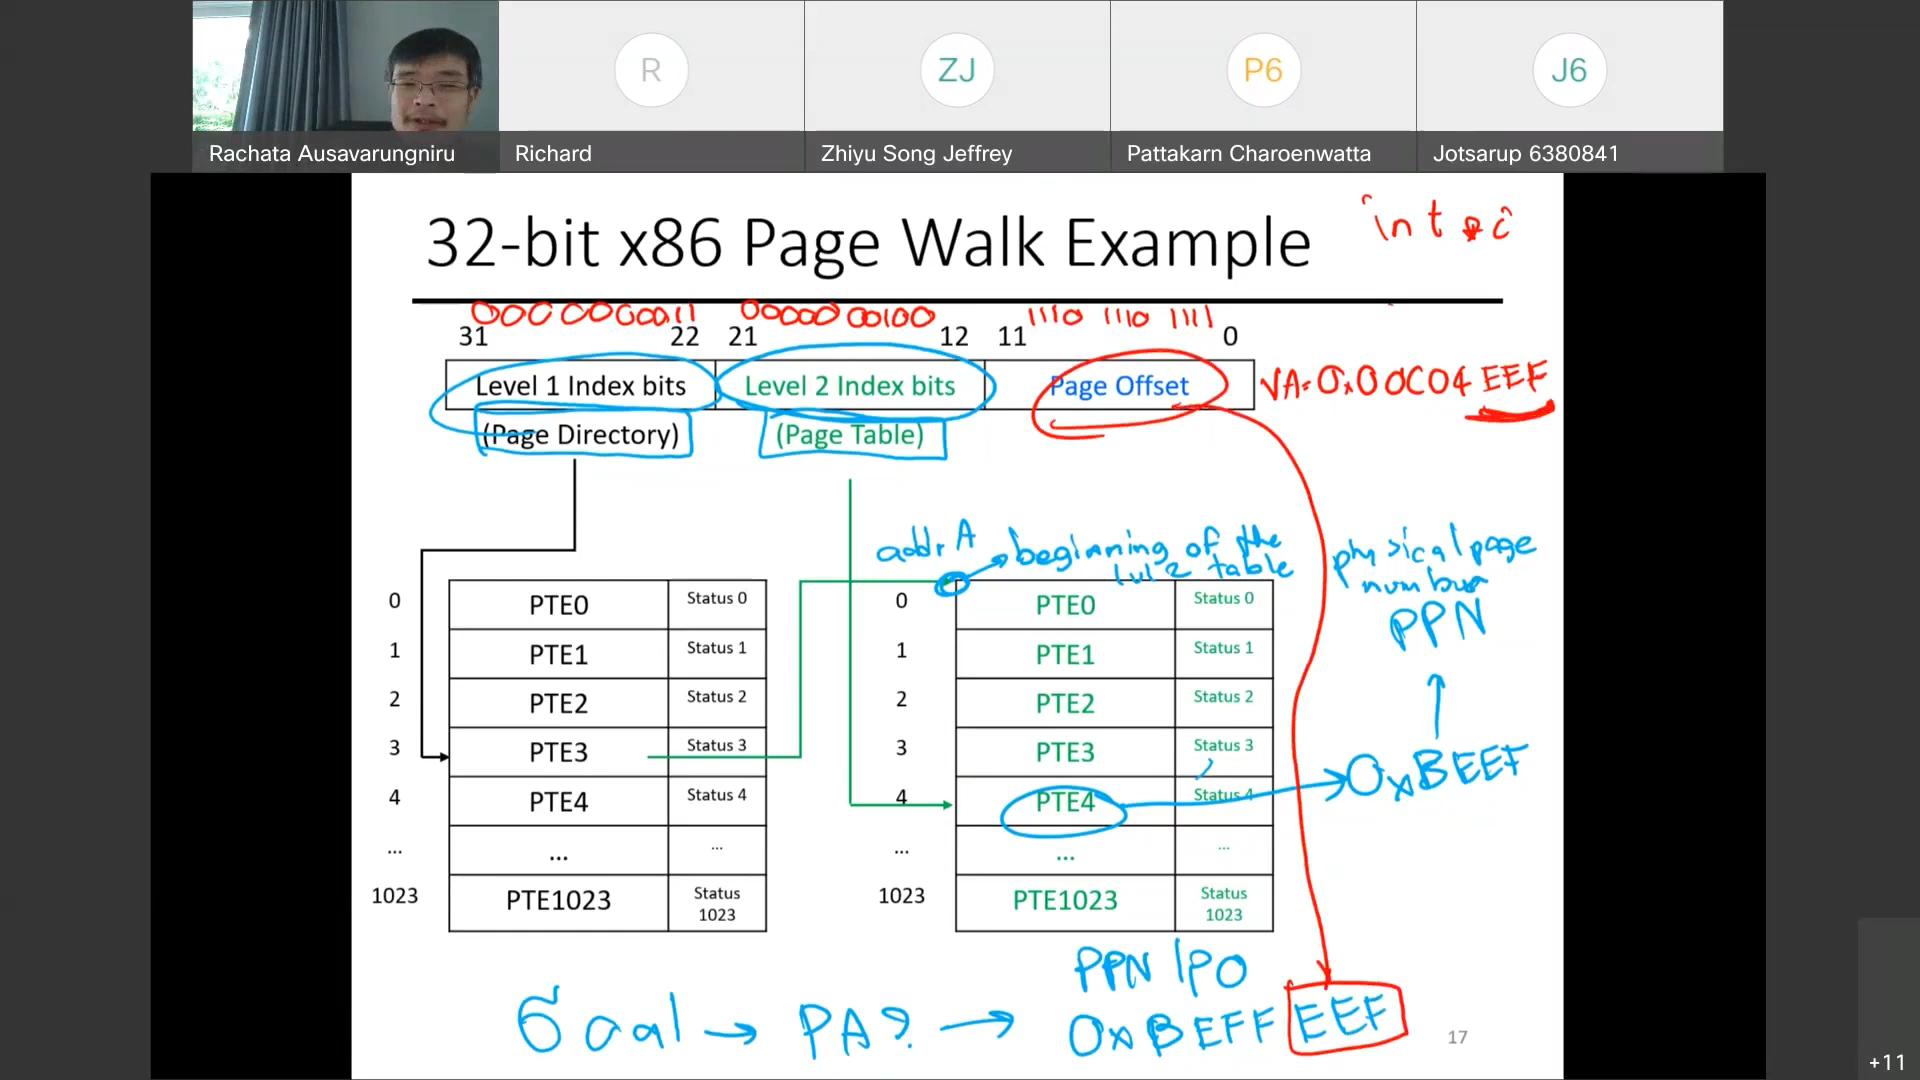 R
ZJ
P6
J6
Rachata Ausavarungniru
Richard
Zhiyu Song Jeffrey
Pattakarn Charoenwatta
Jotsarup 6380841
int *c
32-bit x86 Page Walk Example
0000000011 0000000100 1110 1110 1111
31 22 21 12 11 0
Level 1 Index bits Level 2 Index bits Page Offset VA=0x00C04EEF
(Page Directory) (Page Table)
addr A beginning of the
lvl 2 table
physical page
number
PPN
0 PTE0 Status 0 0 PTE0 Status 0
1 PTE1 Status 1 1 PTE1 Status 1
2 PTE2 Status 2 2 PTE2 Status 2
3 PTE3 Status 3 3 PTE3 Status 3
4 PTE4 Status 4 4 PTE4 Status 4 0xBEEF
... ... ... ... ... ...
1023 PTE1023 Status 1023 1023 PTE1023 Status 1023
PPN | PO
Goal → PA? → 0xBEFF EEF
17
+11